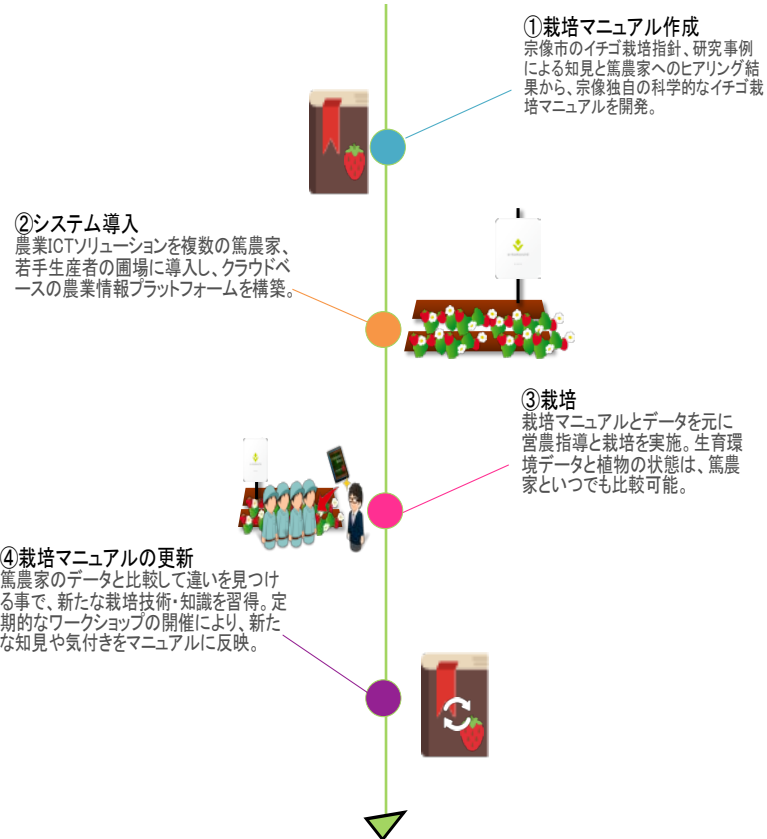 ①栽培マニュアル作成
宗像市のイチゴ栽培指針、研究事例
による知見と篤農家へのヒアリング結
果から、宗像独自の科学的なイチゴ栽
培マニュアルを開発。
②システム導入
農業ICTソリューションを複数の篤農家、
若手生産者の圃場に導入し、クラウドベ
ースの農業情報プラットフォームを構築。
③栽培
栽培マニュアルとデータを元に
営農指導と栽培を実施。生育環
境データと植物の状態は、篤農
家といつでも比較可能。
④栽培マニュアルの更新
篤農家のデータと比較して違いを見つけ
る事で、新たな栽培技術・知識を習得。定
期的なワークショップの開催により、新た
な知見や気付きをマニュアルに反映。